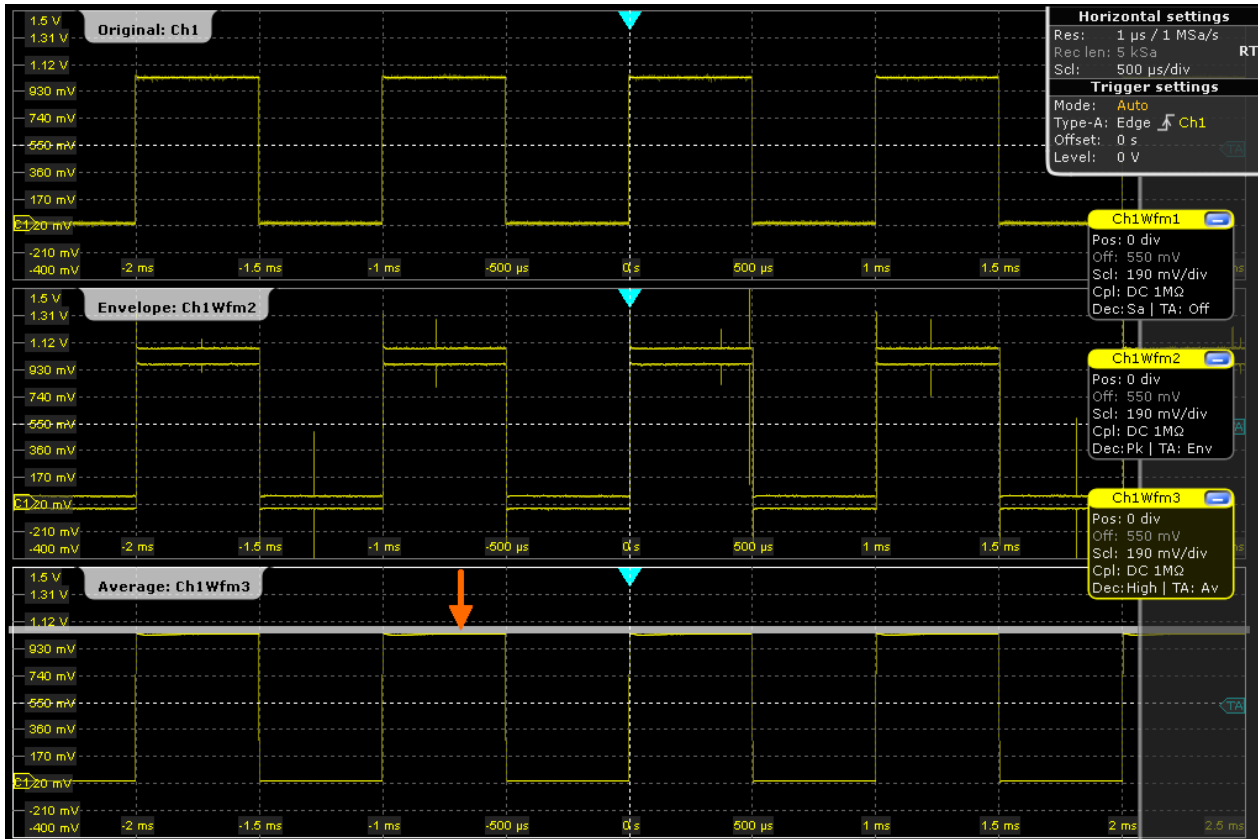 Original: Ch1
1.5 V
1.31 V
1.12 V
930 mV
740 mV
550 mV
360 mV
170 mV
C1 -20 mV
-210 mV
-400 mV
-2 ms -1.5 ms -1 ms -500 µs 0 s 500 µs 1 ms 1.5 ms
Horizontal settings
Res: 1 µs / 1 MSa/s
Rec len: 5 kSa RT
Scl: 500 µs/div
Trigger settings
Mode: Auto
Type-A: Edge Ch1
Offset: 0 s
Level: 0 V
TA
Ch1Wfm1
Pos: 0 div
Off: 550 mV
Scl: 190 mV/div
Cpl: DC 1MΩ
Dec: Sa | TA: Off
Envelope: Ch1Wfm2
1.5 V
1.31 V
1.12 V
930 mV
740 mV
550 mV
360 mV
170 mV
C1 -20 mV
-210 mV
-400 mV
-2 ms -1.5 ms -1 ms -500 µs 0 s 500 µs 1 ms 1.5 ms
Ch1Wfm2
Pos: 0 div
Off: 550 mV
Scl: 190 mV/div
Cpl: DC 1MΩ
Dec: Pk | TA: Env
Ch1Wfm3
Pos: 0 div
Off: 550 mV
Scl: 190 mV/div
Cpl: DC 1MΩ
Dec: High | TA: Av
Average: Ch1Wfm3
1.5 V
1.31 V
1.12 V
930 mV
740 mV
550 mV
360 mV
170 mV
C1 -20 mV
-210 mV
-400 mV
TA
-2 ms -1.5 ms -1 ms -500 µs 0 s 500 µs 1 ms 1.5 ms 2 ms 2.5 ms